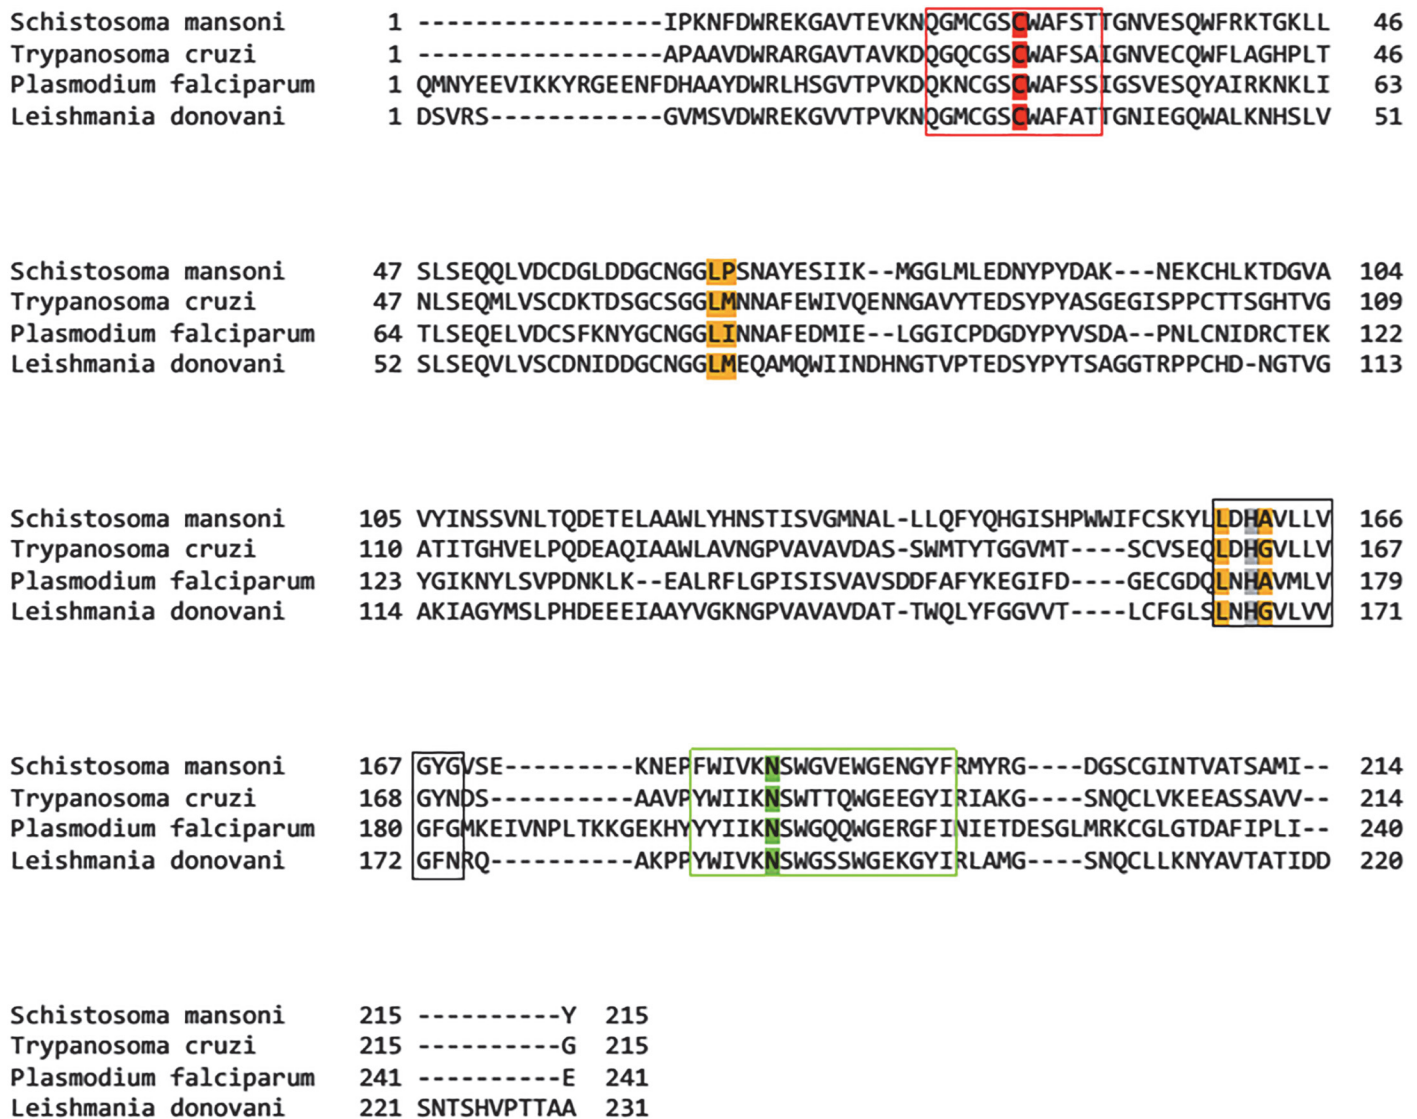 Schistosoma mansoni 1 -----------------IPKNFDWREKGAVTEVKNQGMCGSCWAFSTTGNVESQWFRKTGKLL 46
Trypanosoma cruzi 1 -----------------APAAVDWRARGAVTAVKDQGQCGSCWAFSAIGNVECQWFLAGHPLT 46
Plasmodium falciparum 1 QMNYEEVIKKYRGEENFDHAAYDWRLHSGVTPVKDQKNCGSCWAFSSIGSVESQYAIRKNKLI 63
Leishmania donovani 1 DSVRS------------GVMSVDWREKGVVTPVKNQGMCGSCWAFATTGNIEGQWALKNHSLV 51
Schistosoma mansoni 47 SLSEQQLVDCDGLDDGCNGGLPSNAYESIIK--MGGLMLEDNYPYDAK---NEKCHLKTDGVA 104
Trypanosoma cruzi 47 NLSEQMLVSCDKTDSGCSGGLMNNAFEWIVQENNGAVYTEDSYPYASGEGISPPCTTSGHTVG 109
Plasmodium falciparum 64 TLSEQELVDCSFKNYGCNGGLINNAFEDMIE--LGGICPDGDYPYVSDA--PNLCNIDRCTEK 122
Leishmania donovani 52 SLSEQVLVSCDNIDDGCNGGLMEQAMQWIINDHNGTVPTEDSYPYTSAGGTRPPCHD-NGTVG 113
Schistosoma mansoni 105 VYINSSVNLTQDETELAAWLYHNSTISVGMNAL-LLQFYQHGISHPWWIFCSKYLLDHAVLLV 166
Trypanosoma cruzi 110 ATITGHVELPQDEAQIAAWLAVNGPVAVAVDAS-SWMTYTGGVMT----SCVSEQLDHGVLLV 167
Plasmodium falciparum 123 YGIKNYLSVPDNKLK--EALRFLGPISISVAVSDDFAFYKEGIFD----GECGDQLNHAVMLV 179
Leishmania donovani 114 AKIAGYMSLPHDEEEIAAYVGKNGPVAVAVDAT-TWQLYFGGVVT----LCFGLSLNHGVLVV 171
Schistosoma mansoni 167 GYGVSE---------KNEPFWIVKNSWGVEWGENGYFRMYRG----DGSCGINTVATSAMI-- 214
Trypanosoma cruzi 168 GYNDS----------AAVPYWIIKNSWTTQWGEEGYIRIAKG----SNQCLVKEEASSAVV-- 214
Plasmodium falciparum 180 GFGMKEIVNPLTKKGEKHYYYIIKNSWGQQWGERGFINIETDESGLMRKCGLGTDAFIPLI-- 240
Leishmania donovani 172 GFNRQ----------AKPPYWIVKNSWGSSWGEKGYIRLAMG----SNQCLLKNYAVTATIDD 220
Schistosoma mansoni 215 ----------Y 215
Trypanosoma cruzi 215 ----------G 215
Plasmodium falciparum 241 ----------E 241
Leishmania donovani 221 SNTSHVPTTAA 231